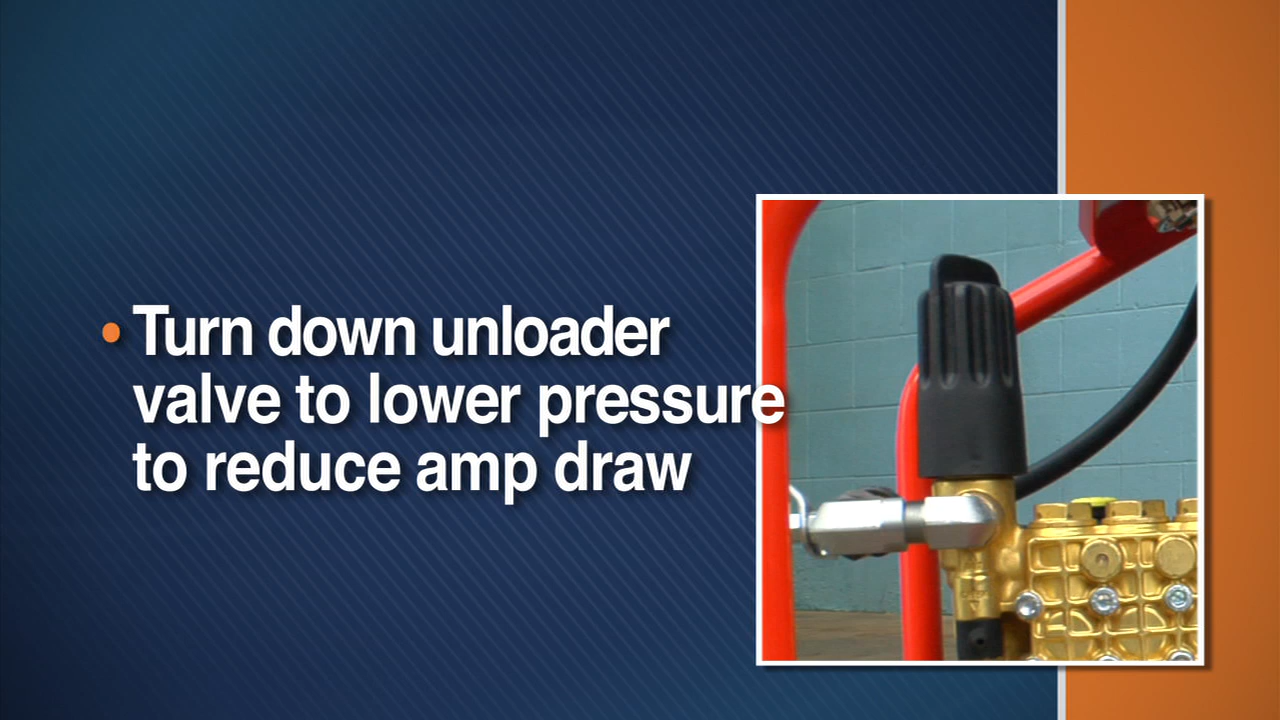 • Turn down unloader
valve to lower pressure
to reduce amp draw